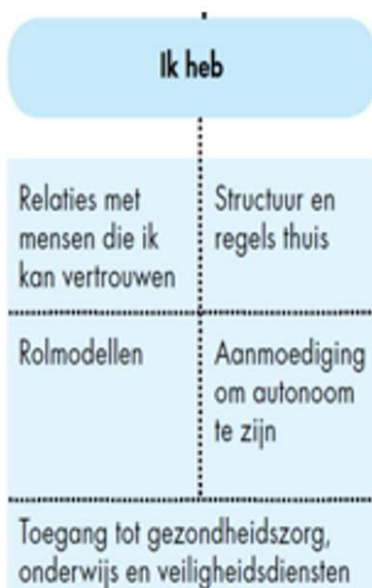 Ik heb
Relaties met
mensen die ik
kan vertrouwen
Structuur en
regels thuis
Rolmodellen
Aanmoediging
om autonoom
te zijn
Toegang tot gezondheidszorg,
onderwijs en veiligheidsdiensten